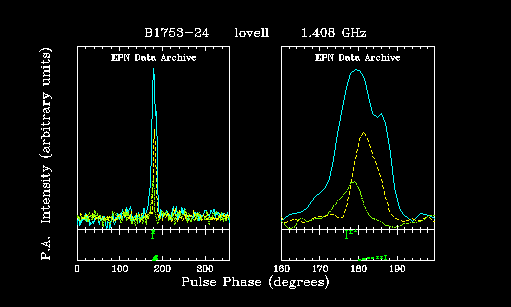 B1753-24 lovell 1.408 GHz
EPN Data Archive EPN Data Archive
P.A. Intensity (arbitrary units)
0 100 200 300 160 170 180 190
Pulse Phase (degrees)